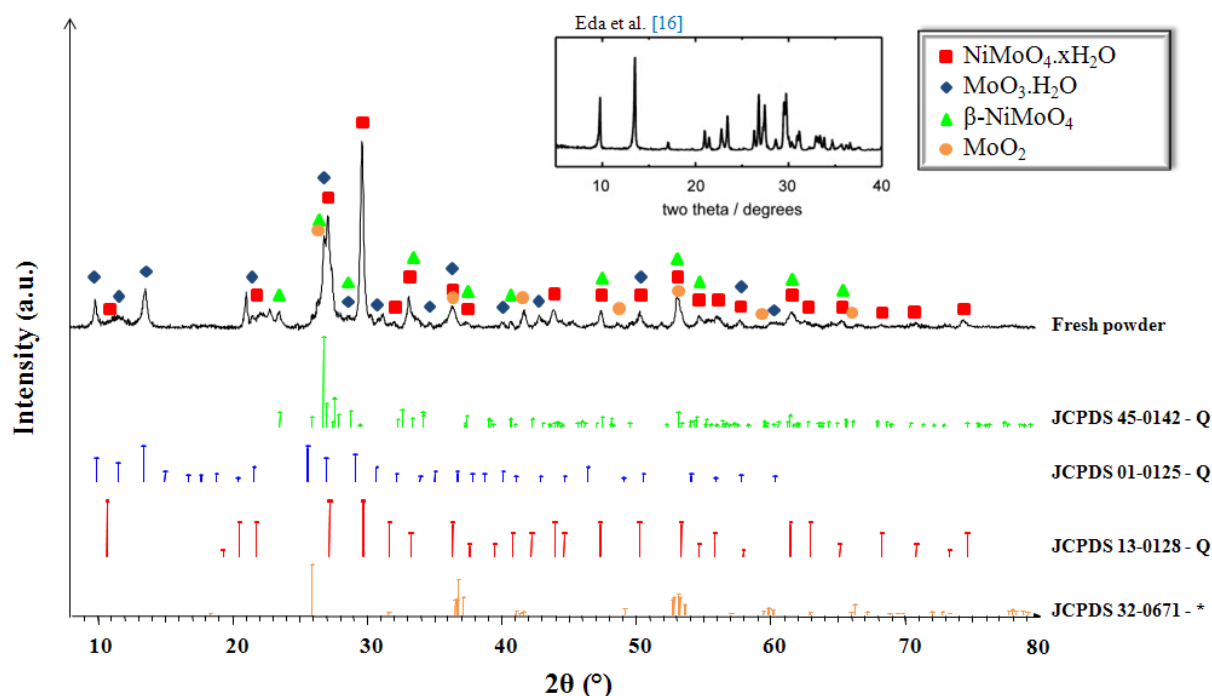 Eda et al. [16]
10 20 30 40
two theta / degrees
NiMoO₄.xH₂O
MoO₃.H₂O
β-NiMoO₄
MoO₂
Intensity (a.u.)
Fresh powder
JCPDS 45-0142 - Q
JCPDS 01-0125 - Q
JCPDS 13-0128 - Q
JCPDS 32-0671 - *
10 20 30 40 50 60 70 80
2θ (°)